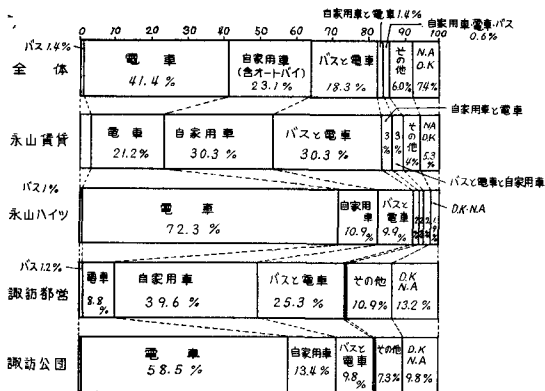 0 10 20 30 40 50 60 70 80 90 100
自家用車と電車1.4%
自家用車・電車・バス
0.6%
バス1.4%
全体
電車
41.4%
自家用車
(含オートバイ)
23.1%
バスと電車
18.3%
その他
6.0%
N.A
D.K
7.4%
自家用車と電車
永山賃貸
電車
21.2%
自家用車
30.3%
バスと電車
30.3%
3%
3%
その他
4%
NA
D.K
5.3%
バスと電車と自家用車
バス1%
永山ハイツ
電車
72.3%
自家用車
10.9%
バスと電車
9.9%
D.K・N.A
バス1.2%
諏訪都営
電車
8.8%
自家用車
39.6%
バスと電車
25.3%
その他
10.9%
D.K
N.A
13.2%
諏訪公団
電車
58.5%
自家用車
13.4%
バスと電車
9.8%
その他
7.3%
D.K
N.A
9.8%